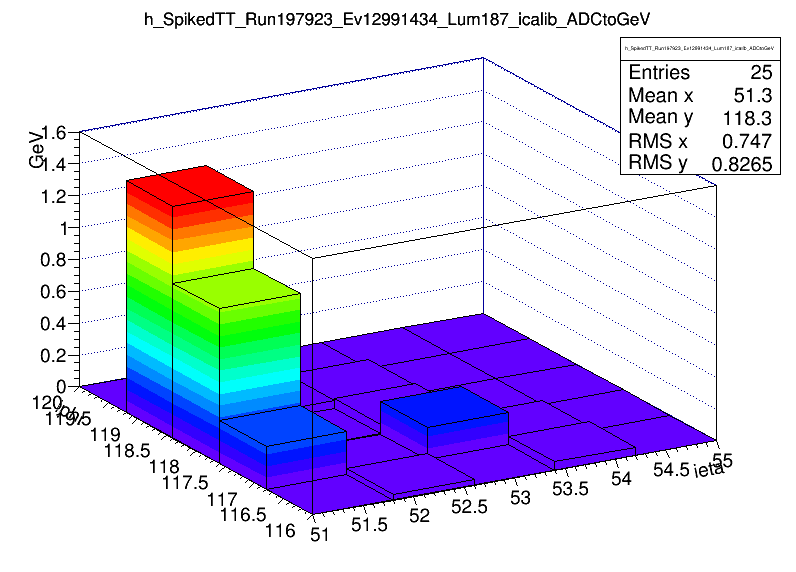 h_SpikedTT_Run197923_Ev12991434_Lum187_icalib_ADCtoGeV
h_SpikedTT_Run197923_Ev12991434_Lum187_icalib_ADCtoGeV
Entries 25
Mean x 51.3
Mean y 118.3
RMS x 0.747
RMS y 0.8265
GeV
1.6
1.4
1.2
1
0.8
0.6
0.4
0.2
0
120
119.5
119
118.5
118
117.5
117
116.5
116
iphi
51
51.5
52
52.5
53
53.5
54
54.5
55
ieta